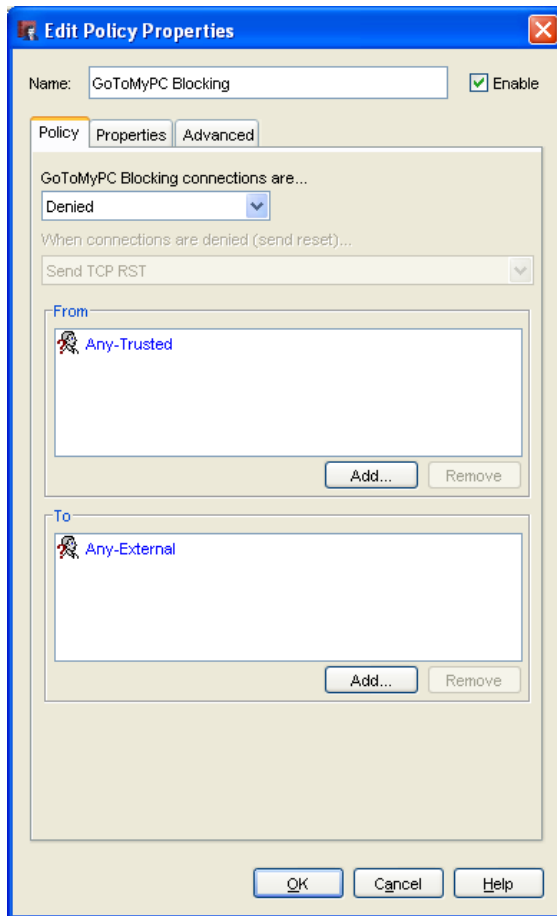 Edit Policy Properties
Name: GoToMyPC Blocking Enable
Policy Properties Advanced
GoToMyPC Blocking connections are...
Denied
When connections are denied (send reset)...
Send TCP RST
From
Any-Trusted
Add... Remove
To
Any-External
Add... Remove
OK Cancel Help